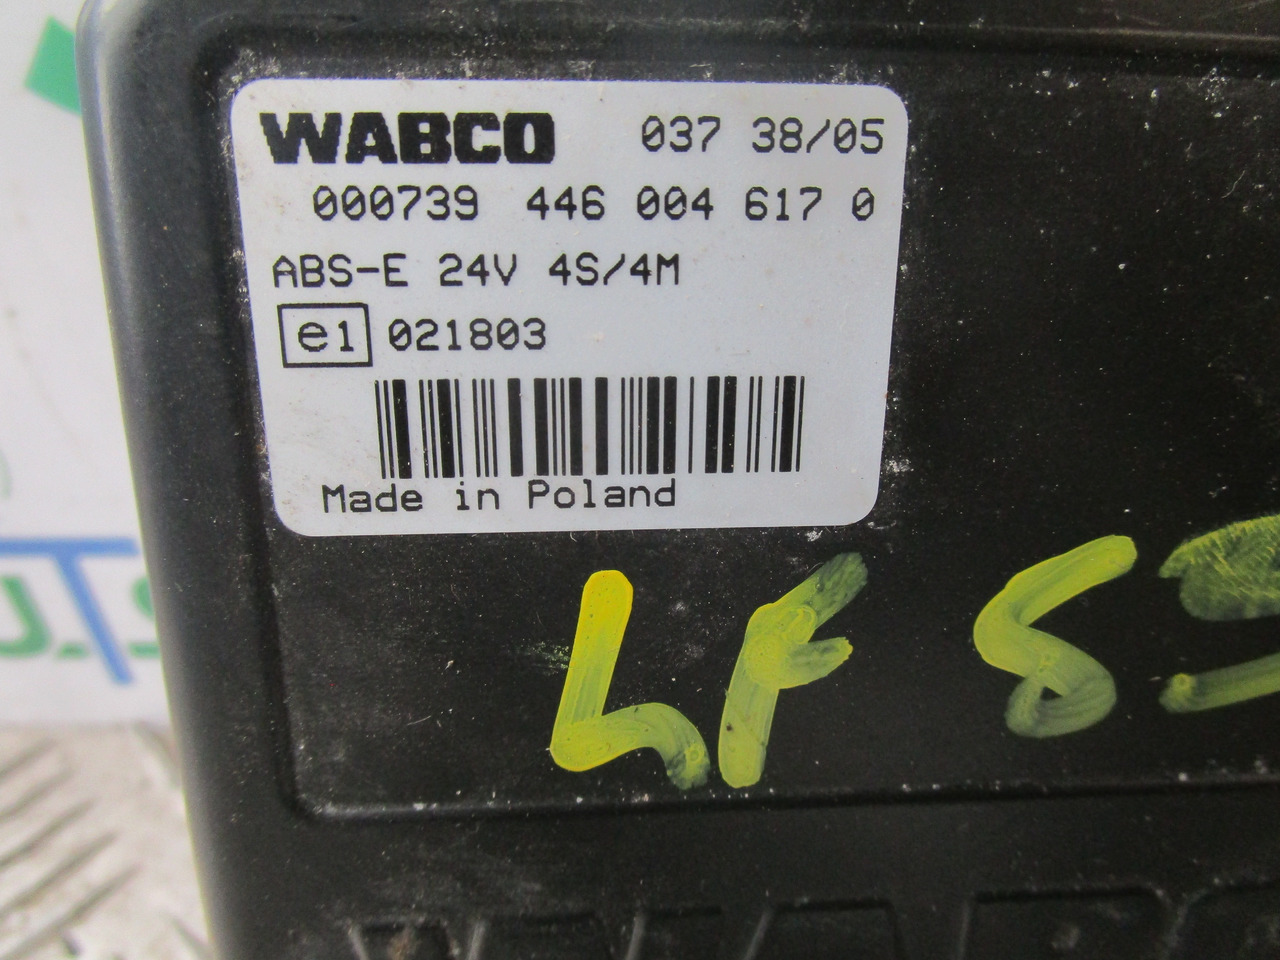 WABCO 037 38/05
000739 446 004 617 0
ABS-E 24V 4S/4M
e1 021803
Made in Poland
LF 55